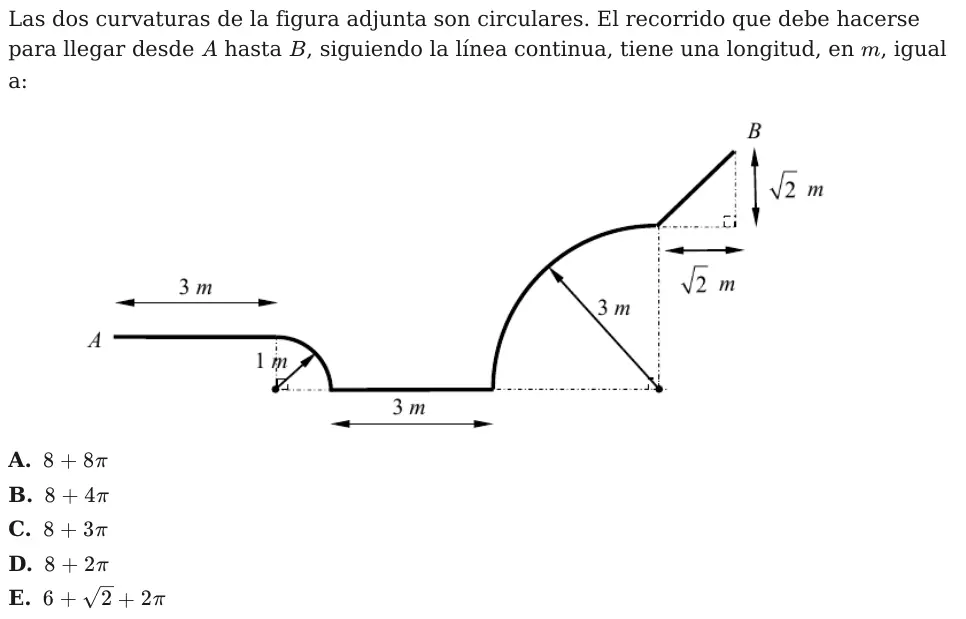 Las dos curvaturas de la figura adjunta son circulares. El recorrido que debe hacerse
para llegar desde A hasta B, siguiendo la línea continua, tiene una longitud, en m, igual
a:
B
√2 m
√2 m
3 m
3 m
A
1 m
3 m
A. 8 + 8π
B. 8 + 4π
C. 8 + 3π
D. 8 + 2π
E. 6 + √2 + 2π